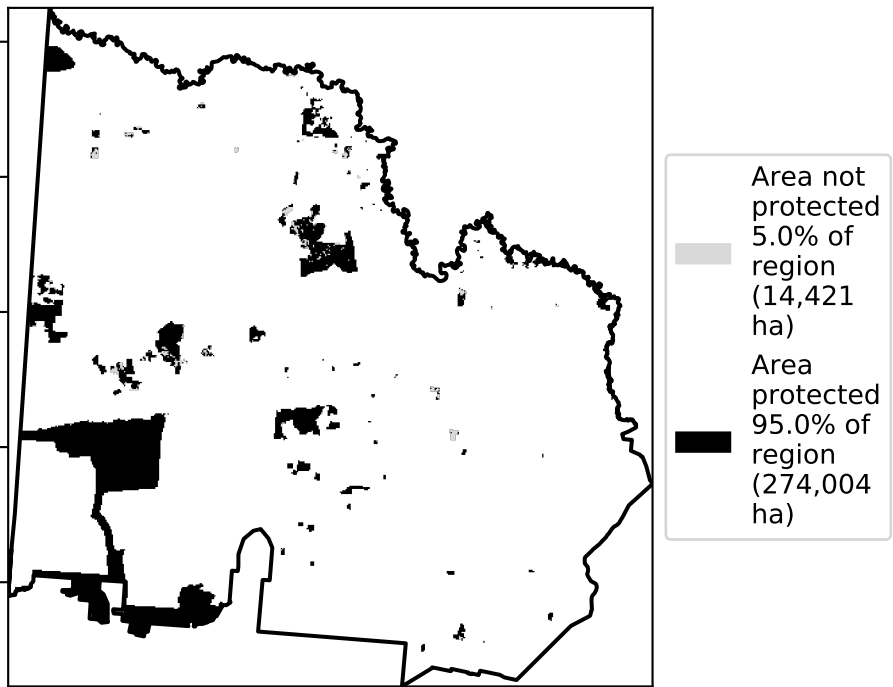 Area not
protected
5.0% of
region
(14,421
ha)
Area
protected
95.0% of
region
(274,004
ha)